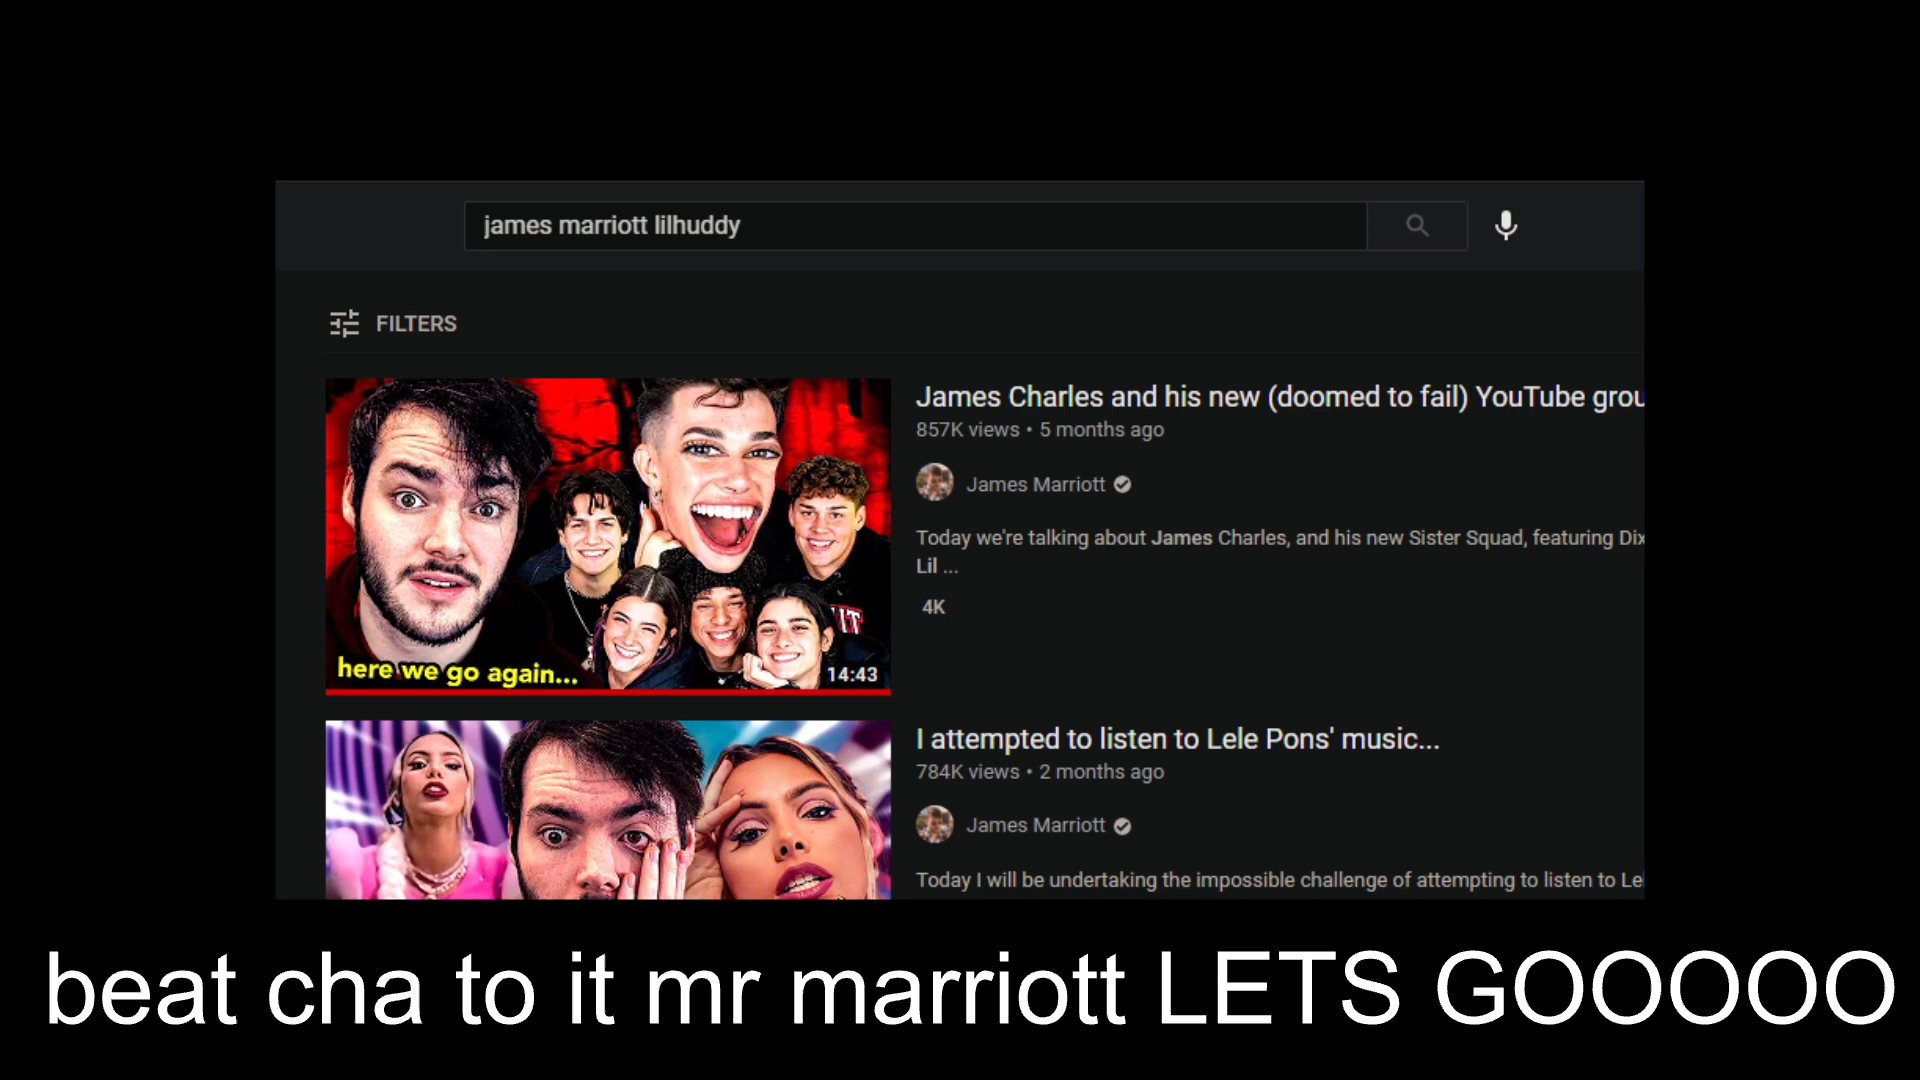 james marriott lilhuddy
FILTERS
James Charles and his new (doomed to fail) YouTube grou
857K views • 5 months ago
James Marriott
Today we're talking about James Charles, and his new Sister Squad, featuring Dix
Lil ...
4K
here we go again...
14:43
I attempted to listen to Lele Pons' music...
784K views • 2 months ago
James Marriott
Today I will be undertaking the impossible challenge of attempting to listen to Le
beat cha to it mr marriott LETS GOOOOO